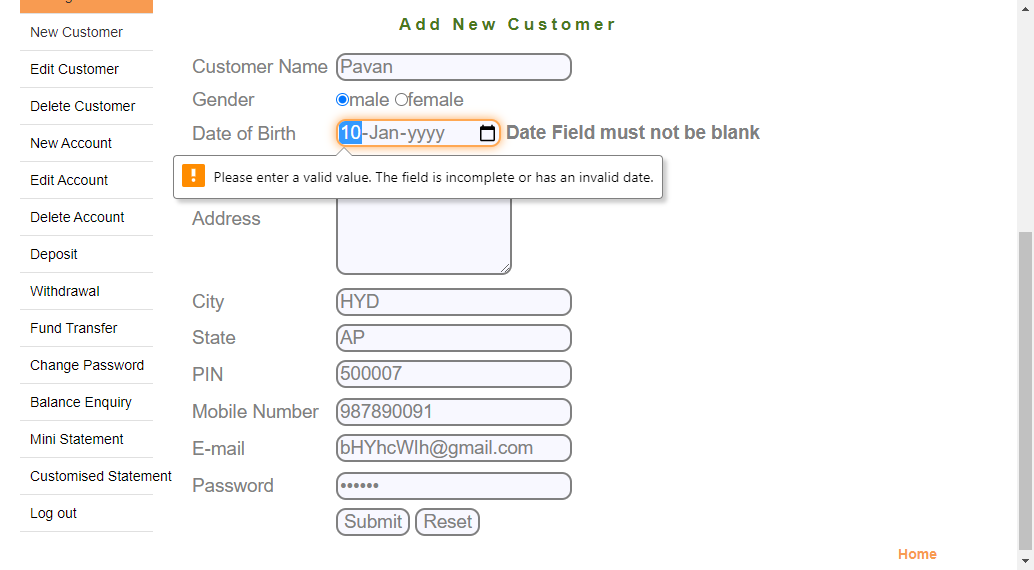 Add New Customer
New Customer
Edit Customer
Delete Customer
New Account
Edit Account
Delete Account
Deposit
Withdrawal
Fund Transfer
Change Password
Balance Enquiry
Mini Statement
Customised Statement
Log out
Customer Name Pavan
Gender male female
Date of Birth 10-Jan-yyyy Date Field must not be blank
! Please enter a valid value. The field is incomplete or has an invalid date.
Address
City HYD
State AP
PIN 500007
Mobile Number 987890091
E-mail
Password ••••••
Submit Reset
Home